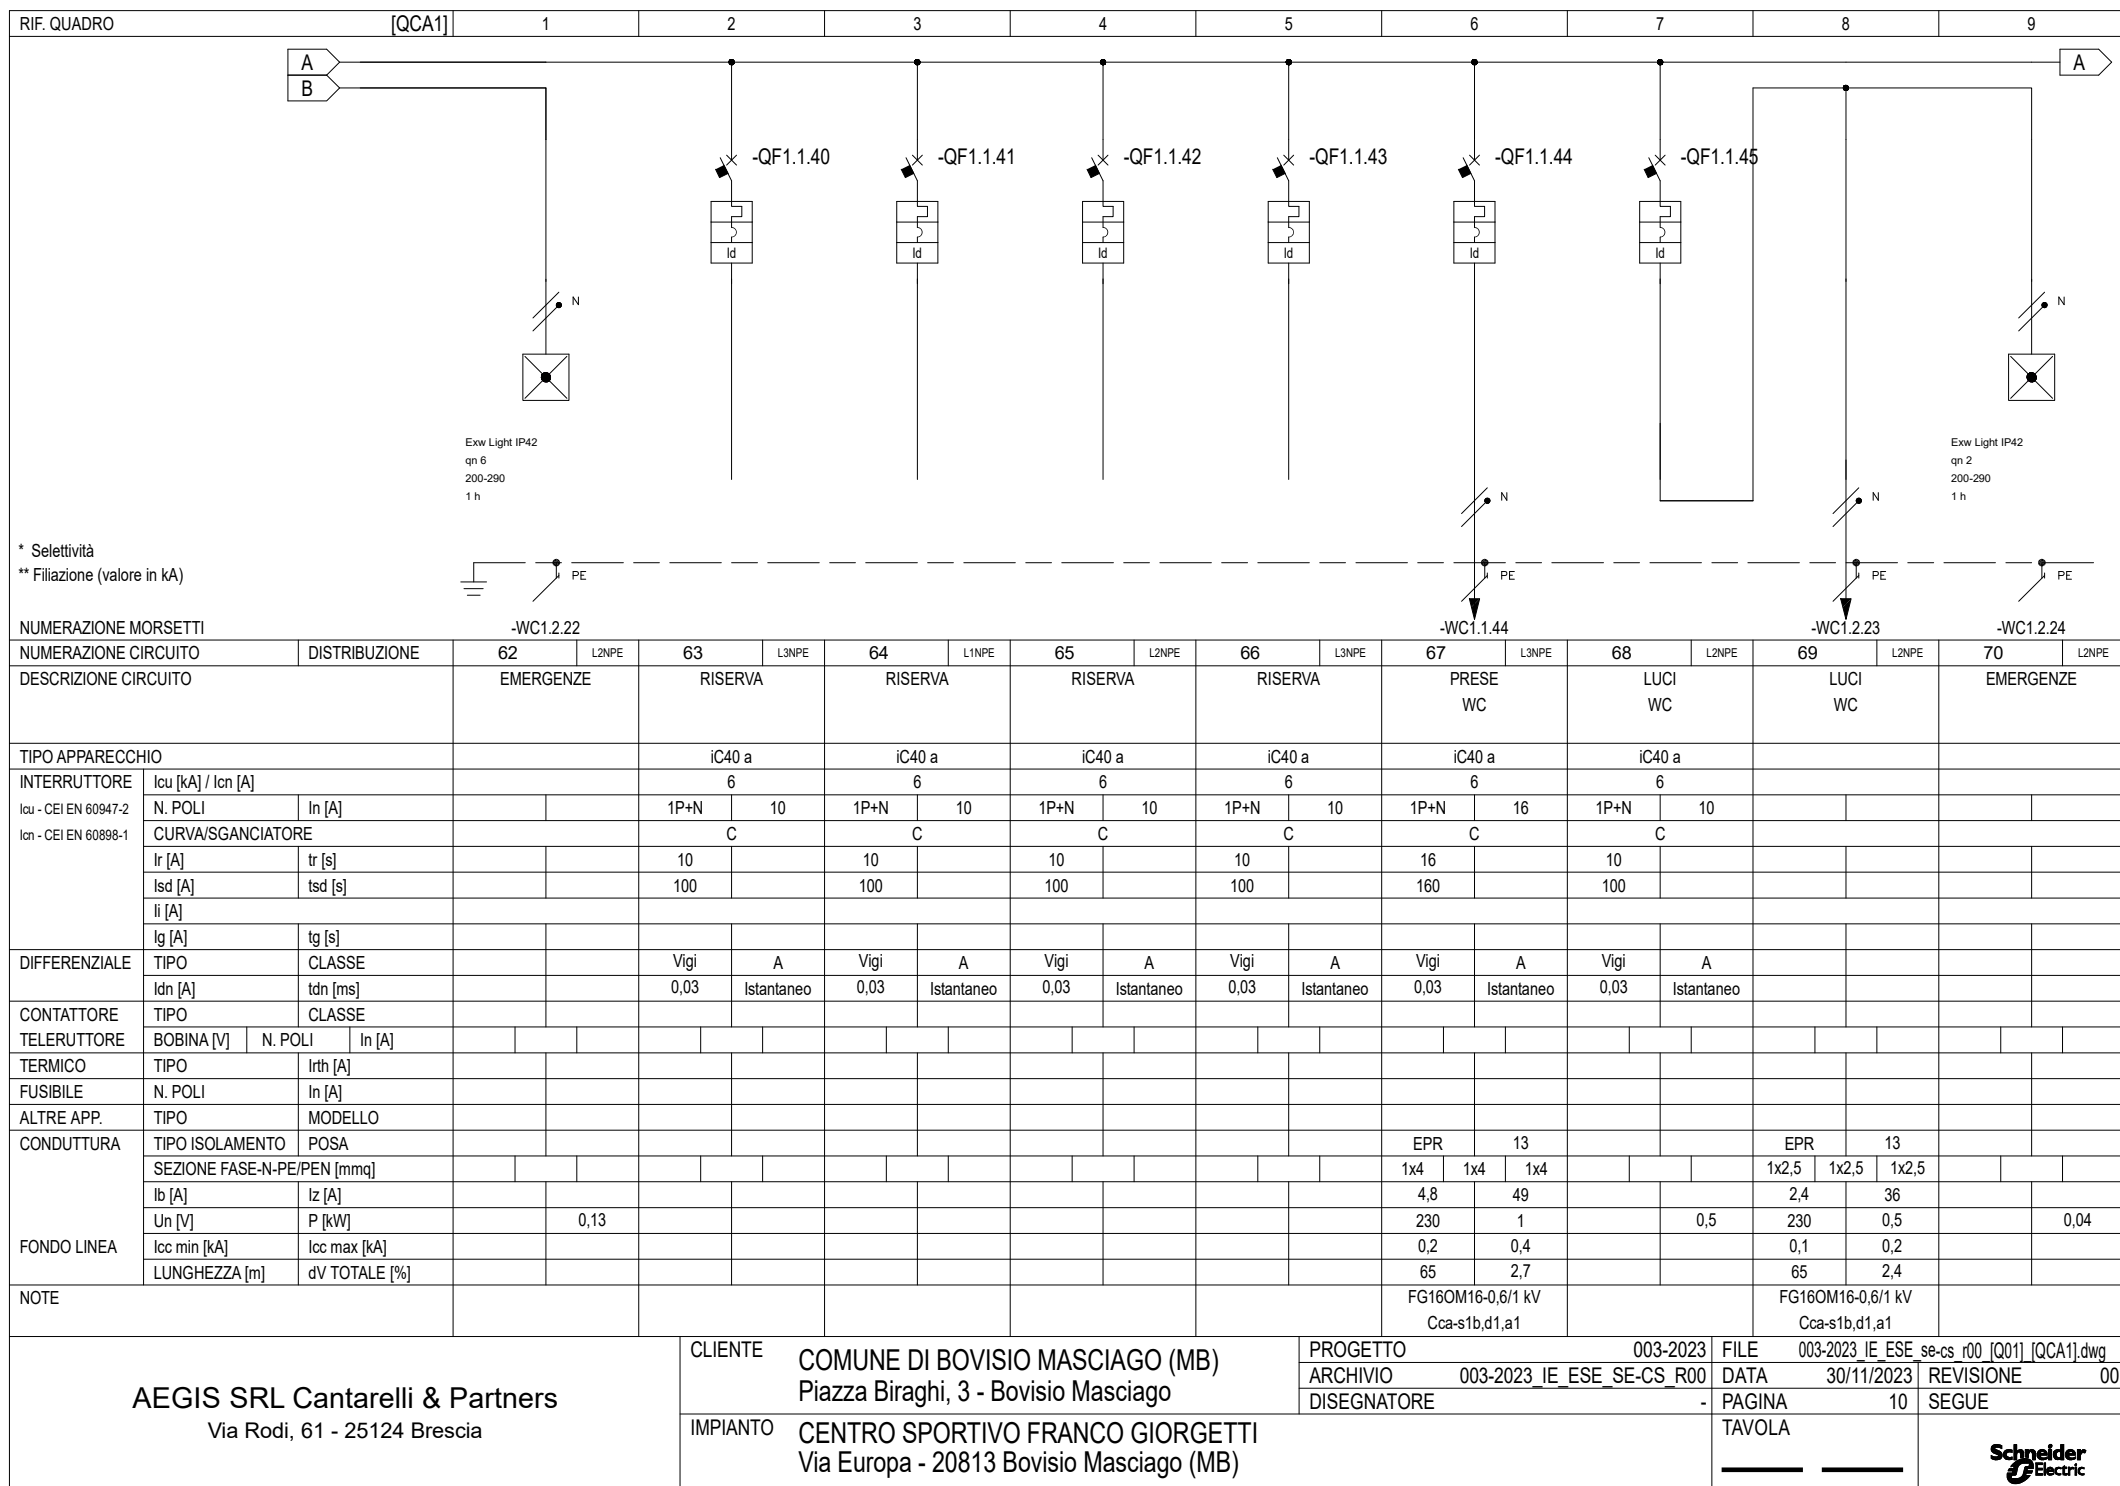 RIF. QUADRO [QCA1] 1 2 3 4 5 6 7 8 9
A A
B
-QF1.1.40 -QF1.1.41 -QF1.1.42 -QF1.1.43 -QF1.1.44 -QF1.1.45
Id Id Id Id Id Id
N N
Exw Light IP42 Exw Light IP42
qn 6 qn 2
200-290 200-290
1 h 1 h
N N
* Selettività
** Filiazione (valore in kA)
PE PE PE PE
NUMERAZIONE MORSETTI -WC1.2.22 -WC1.1.44 -WC1.2.23 -WC1.2.24
NUMERAZIONE CIRCUITO DISTRIBUZIONE 62 L2NPE 63 L3NPE 64 L1NPE 65 L2NPE 66 L3NPE 67 L3NPE 68 L2NPE 69 L2NPE 70 L2NPE
DESCRIZIONE CIRCUITO EMERGENZE RISERVA RISERVA RISERVA RISERVA PRESE LUCI LUCI EMERGENZE
WC WC WC
TIPO APPARECCHIO iC40 a iC40 a iC40 a iC40 a iC40 a iC40 a
INTERRUTTORE Icu [kA] / Icn [A] 6 6 6 6 6 6
Icu - CEI EN 60947-2 N. POLI In [A] 1P+N 10 1P+N 10 1P+N 10 1P+N 10 1P+N 16 1P+N 10
Icn - CEI EN 60898-1 CURVA/SGANCIATORE C C C C C C
Ir [A] tr [s] 10 10 10 10 16 10
Isd [A] tsd [s] 100 100 100 100 160 100
Ii [A]
Ig [A] tg [s]
DIFFERENZIALE TIPO CLASSE Vigi A Vigi A Vigi A Vigi A Vigi A Vigi A
Idn [A] tdn [ms] 0,03 Istantaneo 0,03 Istantaneo 0,03 Istantaneo 0,03 Istantaneo 0,03 Istantaneo 0,03 Istantaneo
CONTATTORE TIPO CLASSE
TELERUTTORE BOBINA [V] N. POLI In [A]
TERMICO TIPO Irth [A]
FUSIBILE N. POLI In [A]
ALTRE APP. TIPO MODELLO
CONDUTTURA TIPO ISOLAMENTO POSA EPR 13 EPR 13
SEZIONE FASE-N-PE/PEN [mmq] 1x4 1x4 1x4 1x2,5 1x2,5 1x2,5
Ib [A] Iz [A] 4,8 49 2,4 36
Un [V] P [kW] 0,13 230 1 0,5 230 0,5 0,04
FONDO LINEA Icc min [kA] Icc max [kA] 0,2 0,4 0,1 0,2
LUNGHEZZA [m] dV TOTALE [%] 65 2,7 65 2,4
NOTE FG16OM16-0,6/1 kV FG16OM16-0,6/1 kV
Cca-s1b,d1,a1 Cca-s1b,d1,a1
AEGIS SRL Cantarelli & Partners
Via Rodi, 61 - 25124 Brescia
CLIENTE COMUNE DI BOVISIO MASCIAGO (MB)
Piazza Biraghi, 3 - Bovisio Masciago
IMPIANTO CENTRO SPORTIVO FRANCO GIORGETTI
Via Europa - 20813 Bovisio Masciago (MB)
PROGETTO 003-2023 FILE 003-2023_IE_ESE_se-cs_r00_[Q01]_[QCA1].dwg
ARCHIVIO 003-2023_IE_ESE_SE-CS_R00 DATA 30/11/2023 REVISIONE 00
DISEGNATORE - PAGINA 10 SEGUE
TAVOLA
Schneider
Electric